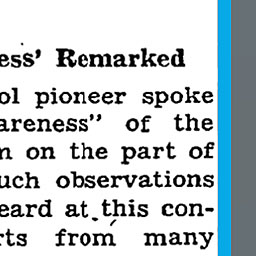 ess' Remarked
ol pioneer spoke
areness" of the
n on the part of
uch observations
eard at this con-
rts from many